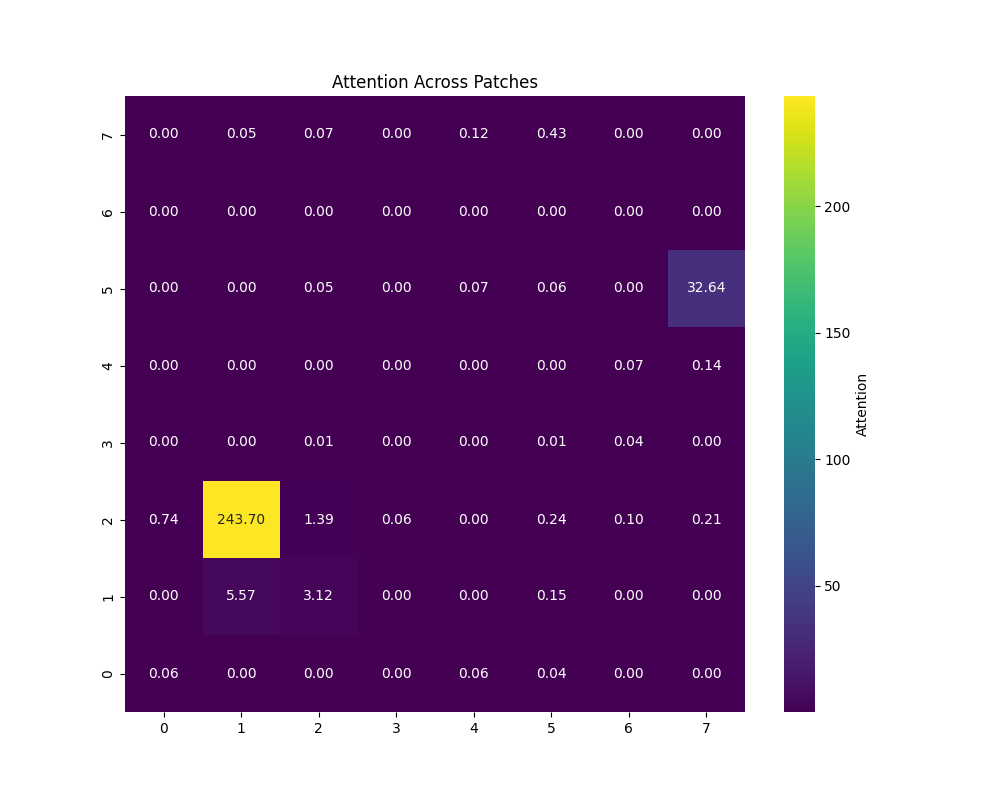 Attention Across Patches
7 0.00 0.05 0.07 0.00 0.12 0.43 0.00 0.00
6 0.00 0.00 0.00 0.00 0.00 0.00 0.00 0.00
5 0.00 0.00 0.05 0.00 0.07 0.06 0.00 32.64
4 0.00 0.00 0.00 0.00 0.00 0.00 0.07 0.14
3 0.00 0.00 0.01 0.00 0.00 0.01 0.04 0.00
2 0.74 243.70 1.39 0.06 0.00 0.24 0.10 0.21
1 0.00 5.57 3.12 0.00 0.00 0.15 0.00 0.00
0 0.06 0.00 0.00 0.00 0.06 0.04 0.00 0.00
0 1 2 3 4 5 6 7
200
150
100
50
Attention